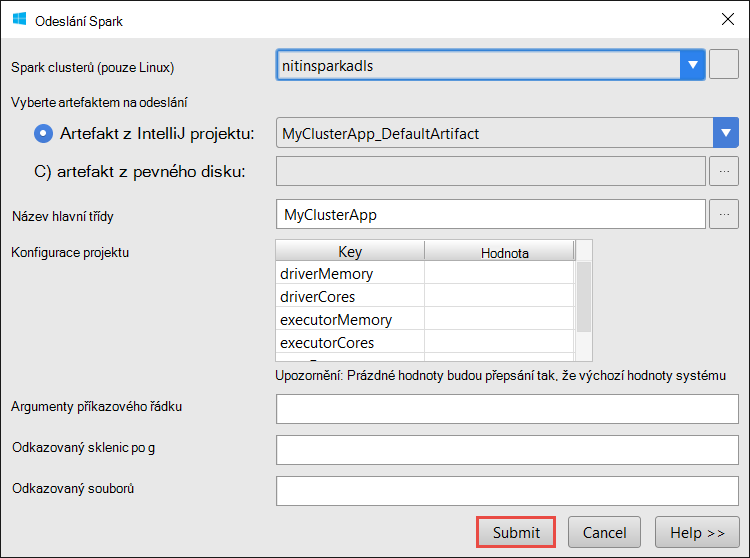 Odeslání Spark
Spark clusterů (pouze Linux)
nitinsparkadls
Vyberte artefaktem na odeslání
Artefakt z IntelliJ projektu:
MyClusterApp_DefaultArtifact
C) artefakt z pevného disku:
...
Název hlavní třídy
MyClusterApp
...
Konfigurace projektu
Key Hodnota
driverMemory
driverCores
executorMemory
executorCores
Upozornění: Prázdné hodnoty budou přepsání tak, že výchozí hodnoty systému
Argumenty příkazového řádku
Odkazovaný sklenic po g
Odkazovaný souborů
Submit Cancel Help >>